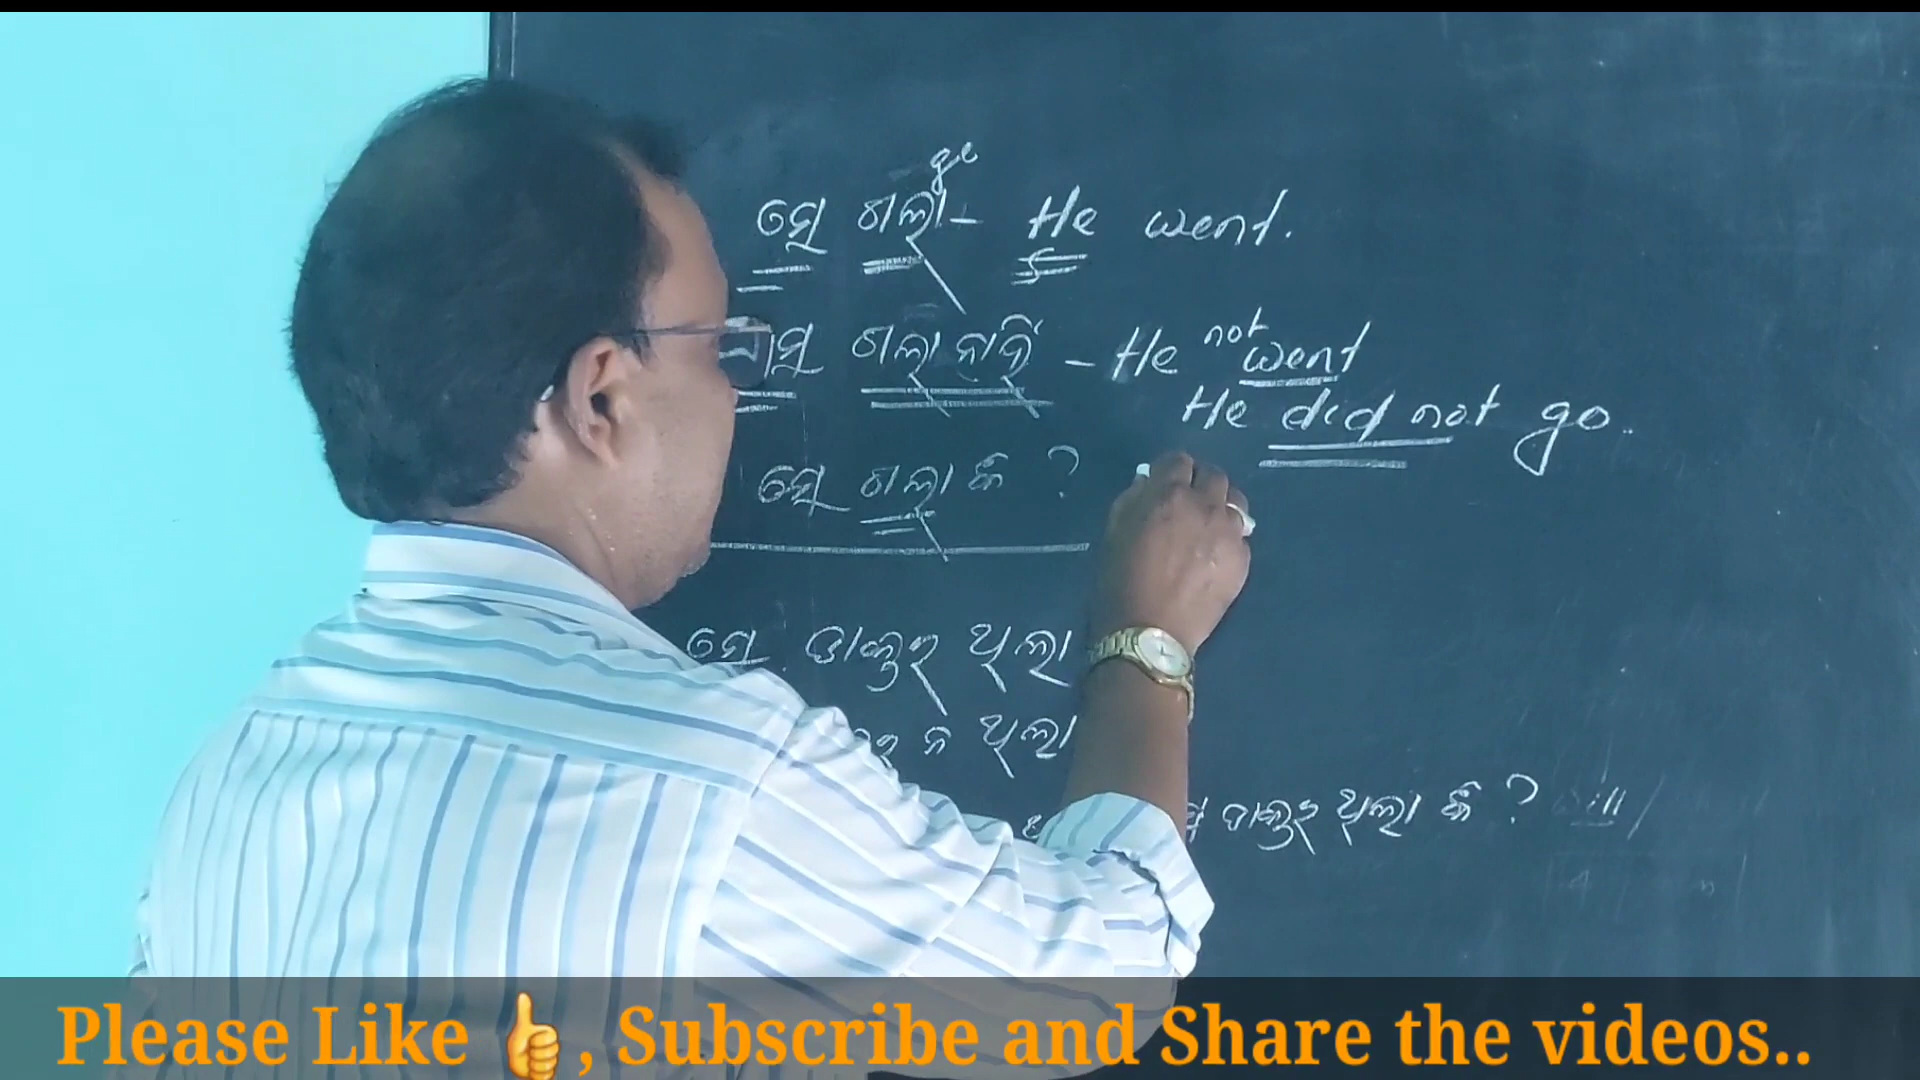 go
ସେ ଗଲା - He went.
ଗଲା ନାହିଁ - He not went
He did not go.
ସେ ଗଲା କି ?
ସେ ଡାକ୍ତର ଥିଲା
ନ ଥିଲା
ଡାକ୍ତର ଥିଲା କି ?
Please Like 👍, Subscribe and Share the videos..